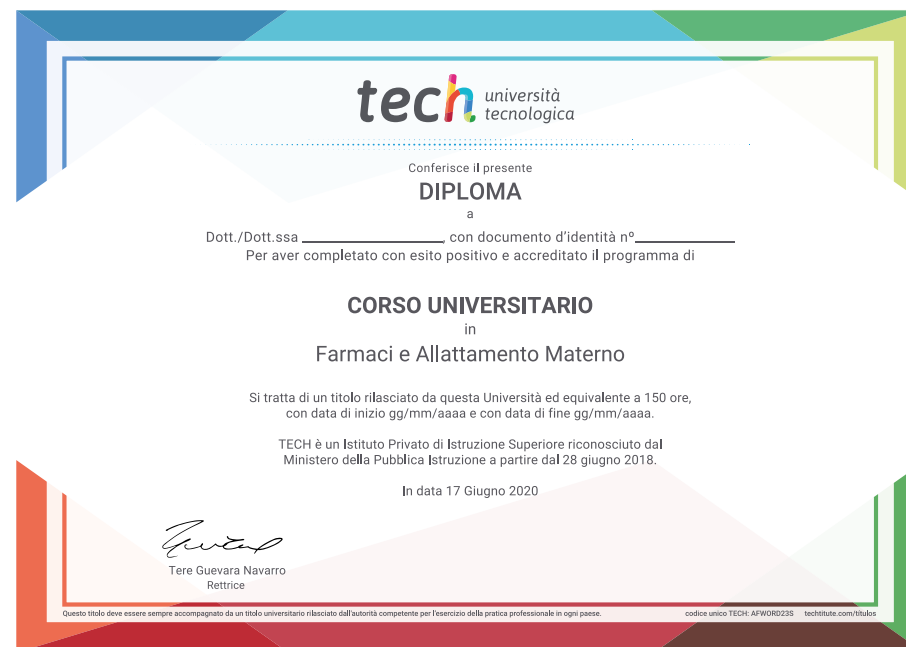 tech università
tecnologica
Conferisce il presente
DIPLOMA
a
Dott./Dott.ssa ____________________, con documento d'identità nº______________
Per aver completato con esito positivo e accreditato il programma di
CORSO UNIVERSITARIO
in
Farmaci e Allattamento Materno
Si tratta di un titolo rilasciato da questa Università ed equivalente a 150 ore,
con data di inizio gg/mm/aaaa e con data di fine gg/mm/aaaa.
TECH è un Istituto Privato di Istruzione Superiore riconosciuto dal
Ministero della Pubblica Istruzione a partire dal 28 giugno 2018.
In data 17 Giugno 2020
Tere Guevara Navarro
Rettrice
Questo titolo deve essere sempre accompagnato da un titolo universitario rilasciato dall'autorità competente per l'esercizio della pratica professionale in ogni paese. codice unico TECH: AFWORD23S techtitute.com/titulos